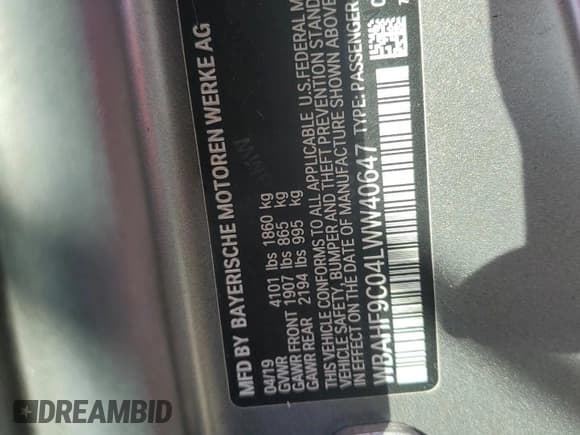 MFD BY BAYERISCHE MOTOREN WERKE AG
04/19
GVWR 4101 lbs 1860 kg
GAWR FRONT 1907 lbs 865 kg
GAWR REAR 2194 lbs 995 kg
THIS VEHICLE CONFORMS TO ALL APPLICABLE U.S.FEDERAL M
VEHICLE SAFETY, BUMPER AND THEFT PREVENTION STAND
IN EFFECT ON THE DATE OF MANUFACTURE SHOWN ABOVE
WBAHF9C04LWW40647 TYPE: PASSENGER
DREAMBID